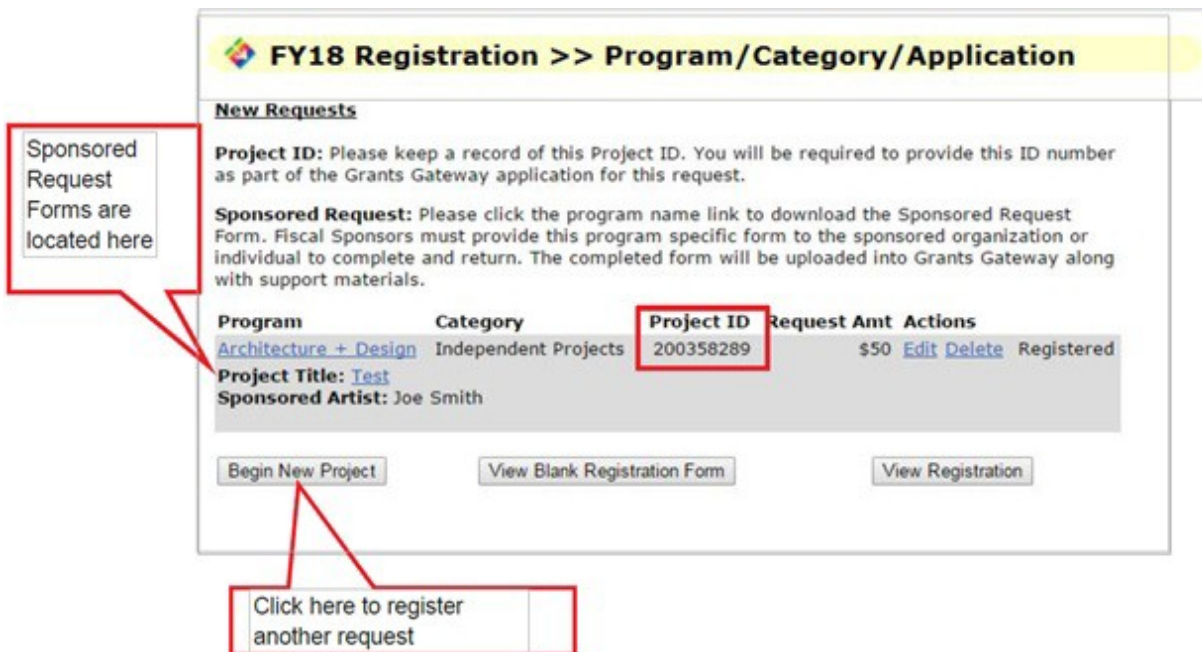 FY18 Registration >> Program/Category/Application
New Requests
Sponsored
Request
Forms are
located here
Project ID: Please keep a record of this Project ID. You will be required to provide this ID number
as part of the Grants Gateway application for this request.
Sponsored Request: Please click the program name link to download the Sponsored Request
Form. Fiscal Sponsors must provide this program specific form to the sponsored organization or
individual to complete and return. The completed form will be uploaded into Grants Gateway along
with support materials.
Program Category Project ID Request Amt Actions
Architecture + Design Independent Projects 200358289 $50 Edit Delete Registered
Project Title: Test
Sponsored Artist: Joe Smith
Begin New Project View Blank Registration Form View Registration
Click here to register
another request